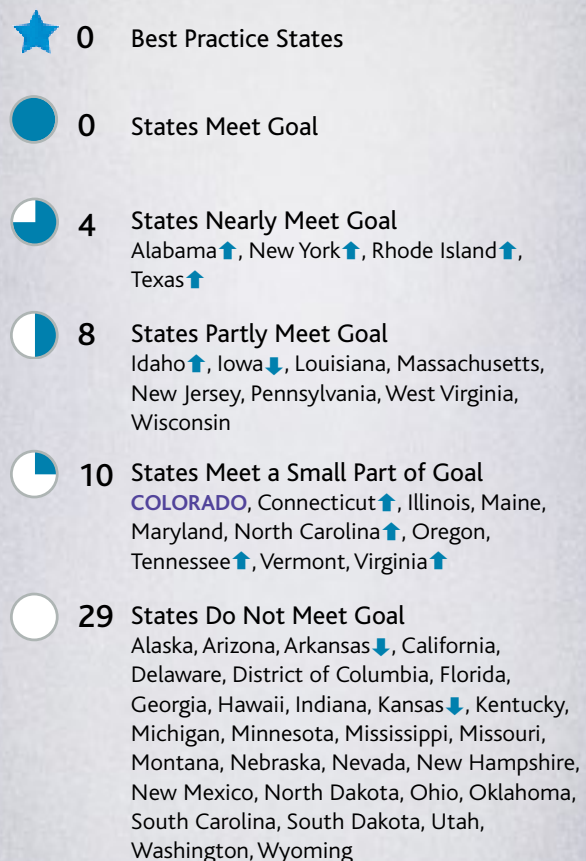 0 Best Practice States
0 States Meet Goal
4 States Nearly Meet Goal
Alabama⬆, New York⬆, Rhode Island⬆,
Texas⬆
8 States Partly Meet Goal
Idaho⬆, Iowa⬇, Louisiana, Massachusetts,
New Jersey, Pennsylvania, West Virginia,
Wisconsin
10 States Meet a Small Part of Goal
COLORADO, Connecticut⬆, Illinois, Maine,
Maryland, North Carolina⬆, Oregon,
Tennessee⬆, Vermont, Virginia⬆
29 States Do Not Meet Goal
Alaska, Arizona, Arkansas⬇, California,
Delaware, District of Columbia, Florida,
Georgia, Hawaii, Indiana, Kansas⬇, Kentucky,
Michigan, Minnesota, Mississippi, Missouri,
Montana, Nebraska, Nevada, New Hampshire,
New Mexico, North Dakota, Ohio, Oklahoma,
South Carolina, South Dakota, Utah,
Washington, Wyoming